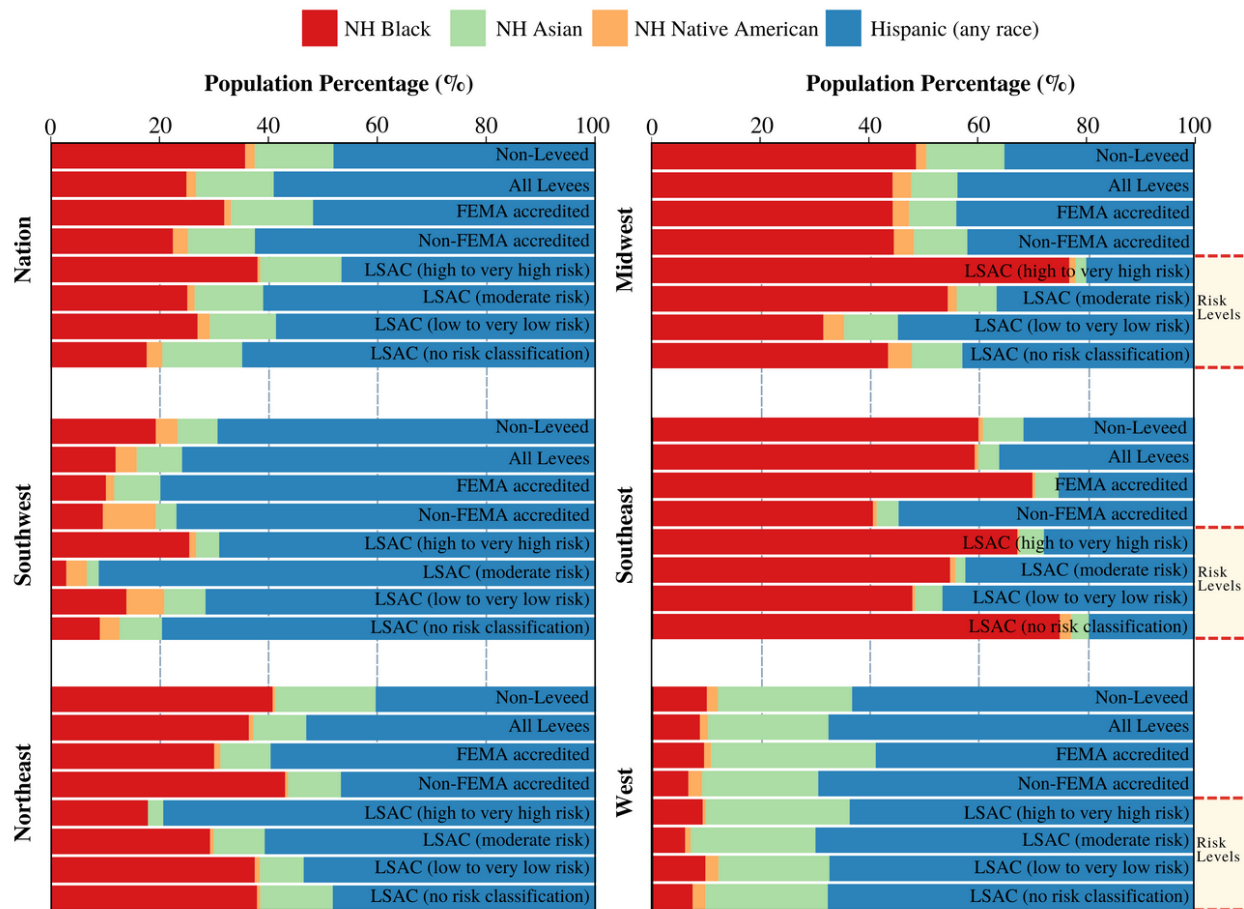 NH Black NH Asian NH Native American Hispanic (any race)
Population Percentage (%)
0 20 40 60 80 100
Nation
Non-Leveed
All Levees
FEMA accredited
Non-FEMA accredited
LSAC (high to very high risk)
LSAC (moderate risk)
LSAC (low to very low risk)
LSAC (no risk classification)
Southwest
Non-Leveed
All Levees
FEMA accredited
Non-FEMA accredited
LSAC (high to very high risk)
LSAC (moderate risk)
LSAC (low to very low risk)
LSAC (no risk classification)
Northeast
Non-Leveed
All Levees
FEMA accredited
Non-FEMA accredited
LSAC (high to very high risk)
LSAC (moderate risk)
LSAC (low to very low risk)
LSAC (no risk classification)
Population Percentage (%)
0 20 40 60 80 100
Midwest
Non-Leveed
All Levees
FEMA accredited
Non-FEMA accredited
LSAC (high to very high risk)
LSAC (moderate risk)
LSAC (low to very low risk)
LSAC (no risk classification)
Risk
Levels
Southeast
Non-Leveed
All Levees
FEMA accredited
Non-FEMA accredited
LSAC (high to very high risk)
LSAC (moderate risk)
LSAC (low to very low risk)
LSAC (no risk classification)
Risk
Levels
West
Non-Leveed
All Levees
FEMA accredited
Non-FEMA accredited
LSAC (high to very high risk)
LSAC (moderate risk)
LSAC (low to very low risk)
LSAC (no risk classification)
Risk
Levels